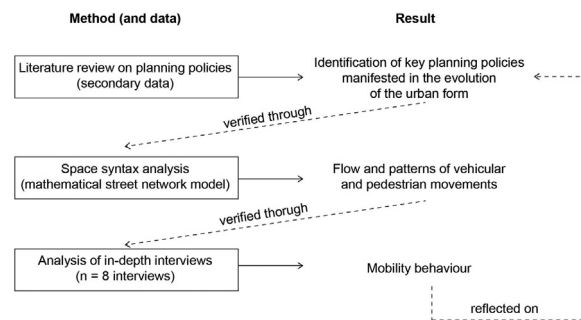 Method (and data)
Result
Literature review on planning policies
(secondary data)
Identification of key planning policies
manifested in the evolution
of the urban form
verified through
Space syntax analysis
(mathematical street network model)
Flow and patterns of vehicular
and pedestrian movements
verified thorugh
Analysis of in-depth interviews
(n = 8 interviews)
Mobility behaviour
reflected on